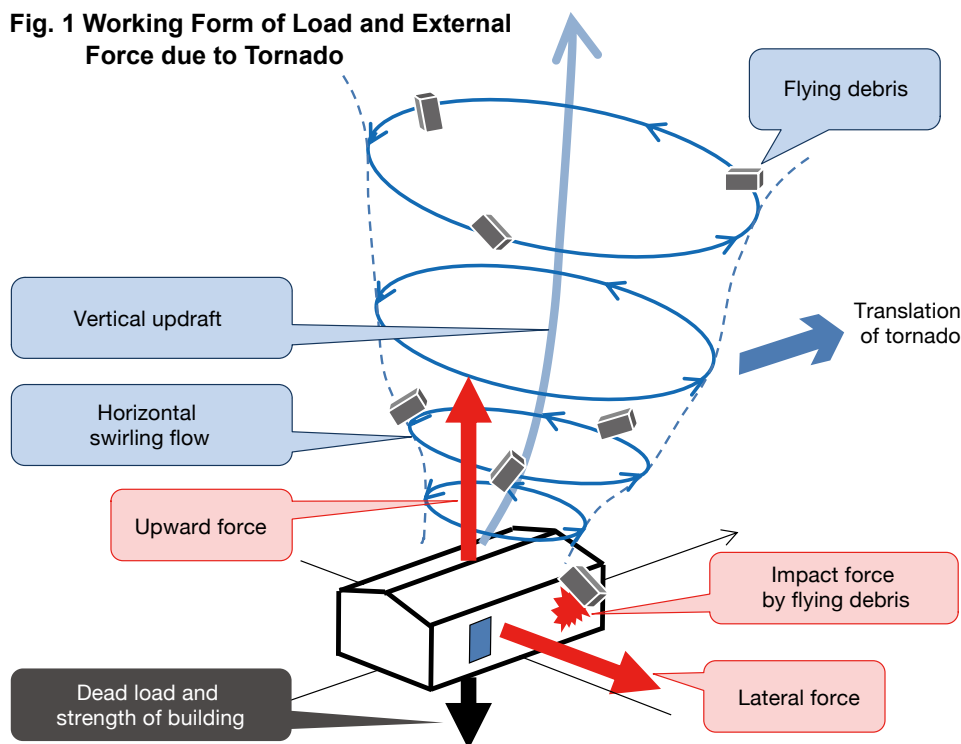 Fig. 1 Working Form of Load and External
Force due to Tornado
Flying debris
Vertical updraft
Translation
of tornado
Horizontal
swirling flow
Upward force
Impact force
by flying debris
Dead load and
strength of building
Lateral force